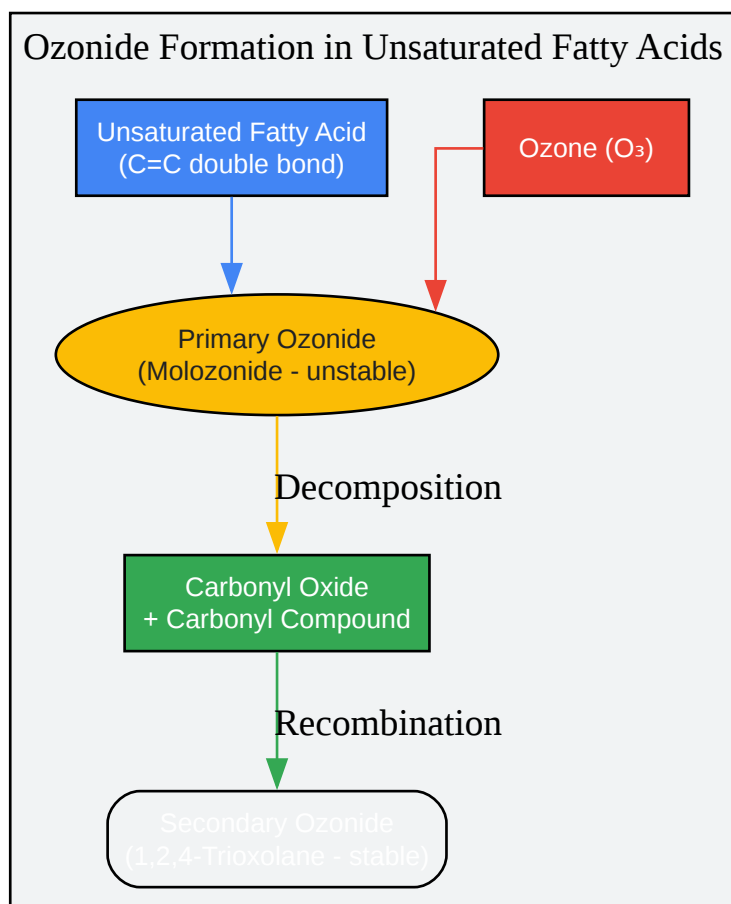 Ozonide Formation in Unsaturated Fatty Acids
Unsaturated Fatty Acid
(C=C double bond)
Ozone (O₃)
Primary Ozonide
(Molozonide - unstable)
Decomposition
Carbonyl Oxide
+ Carbonyl Compound
Recombination
Secondary Ozonide
(1,2,4-Trioxolane - stable)